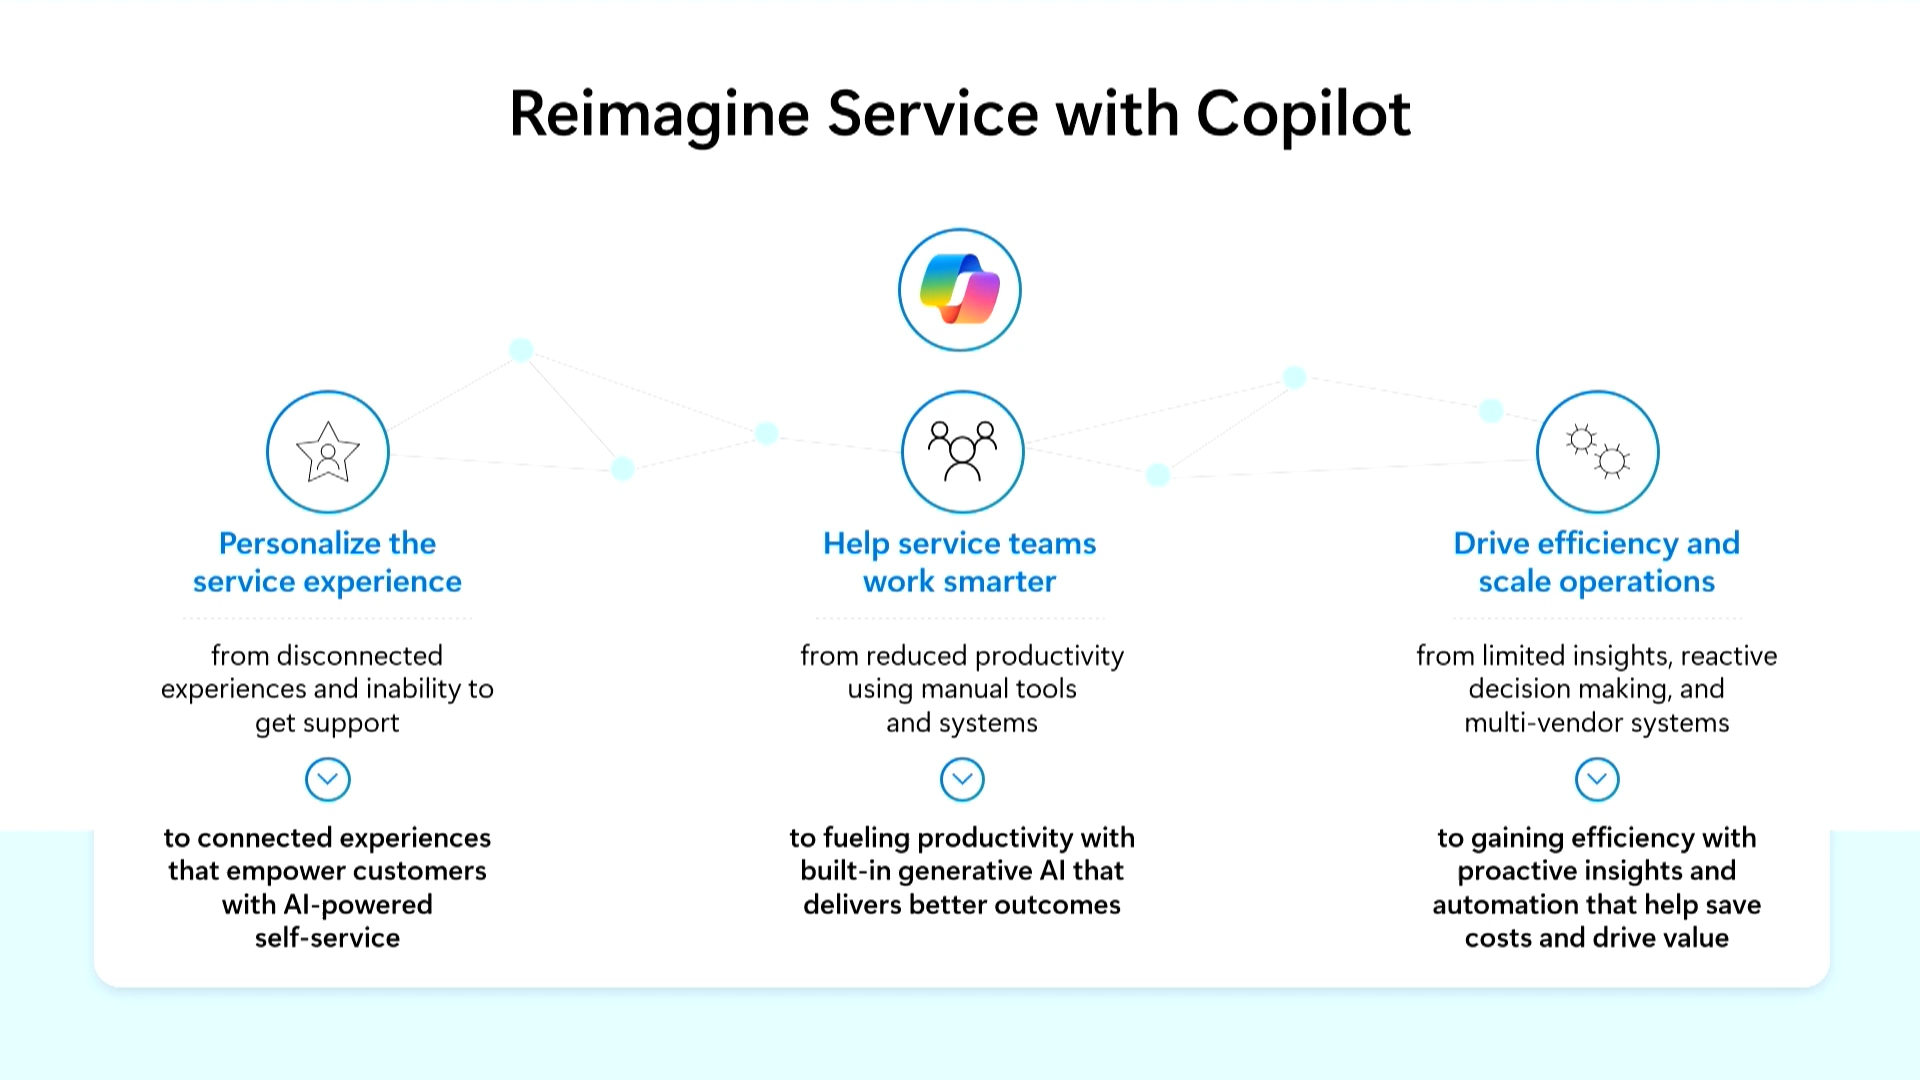 Reimagine Service with Copilot
Personalize the
service experience
from disconnected
experiences and inability to
get support
to connected experiences
that empower customers
with AI-powered
self-service
Help service teams
work smarter
from reduced productivity
using manual tools
and systems
to fueling productivity with
built-in generative AI that
delivers better outcomes
Drive efficiency and
scale operations
from limited insights, reactive
decision making, and
multi-vendor systems
to gaining efficiency with
proactive insights and
automation that help save
costs and drive value